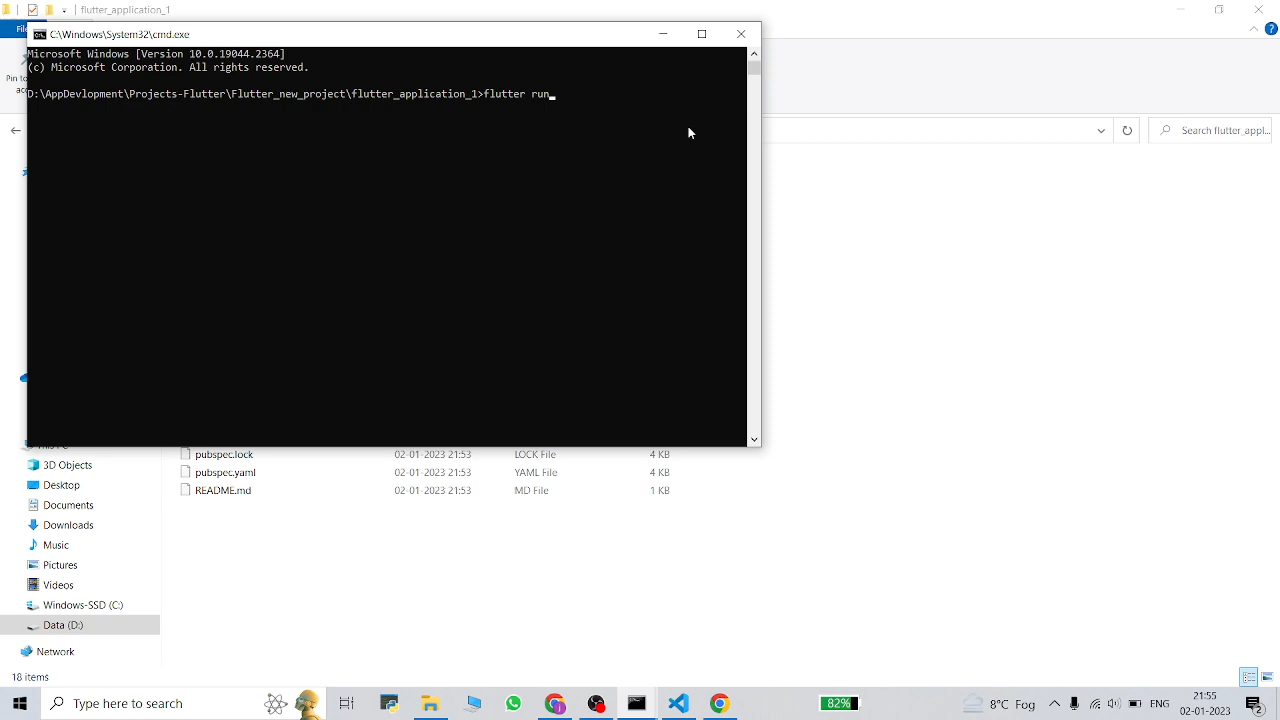 flutter_application_1
C:\Windows\System32\cmd.exe
Microsoft Windows [Version 10.0.19044.2364]
(c) Microsoft Corporation. All rights reserved.
D:\AppDevlopment\Projects-Flutter\Flutter_new_project\flutter_application_1>flutter run
Search flutter_appl...
pubspec.lock 02-01-2023 21:53 LOCK File 4 KB
3D Objects
pubspec.yaml 02-01-2023 21:53 YAML File 4 KB
Desktop
README.md 02-01-2023 21:53 MD File 1 KB
Documents
Downloads
Music
Pictures
Videos
Windows-SSD (C:)
Data (D:)
Network
18 items
Type here to search
82%
8°C Fog
ENG
21:55
02-01-2023
2